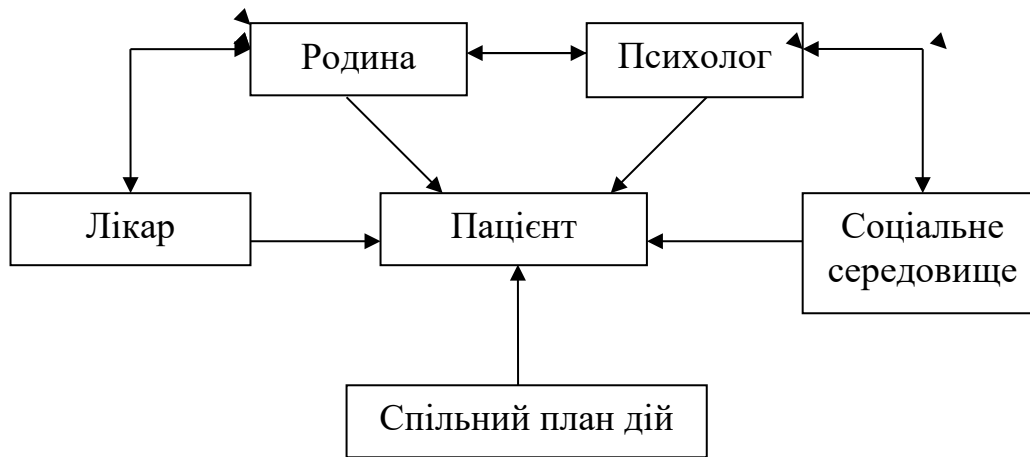 Родина
Психолог
Лікар
Пацієнт
Соціальне
середовище
Спільний план дій